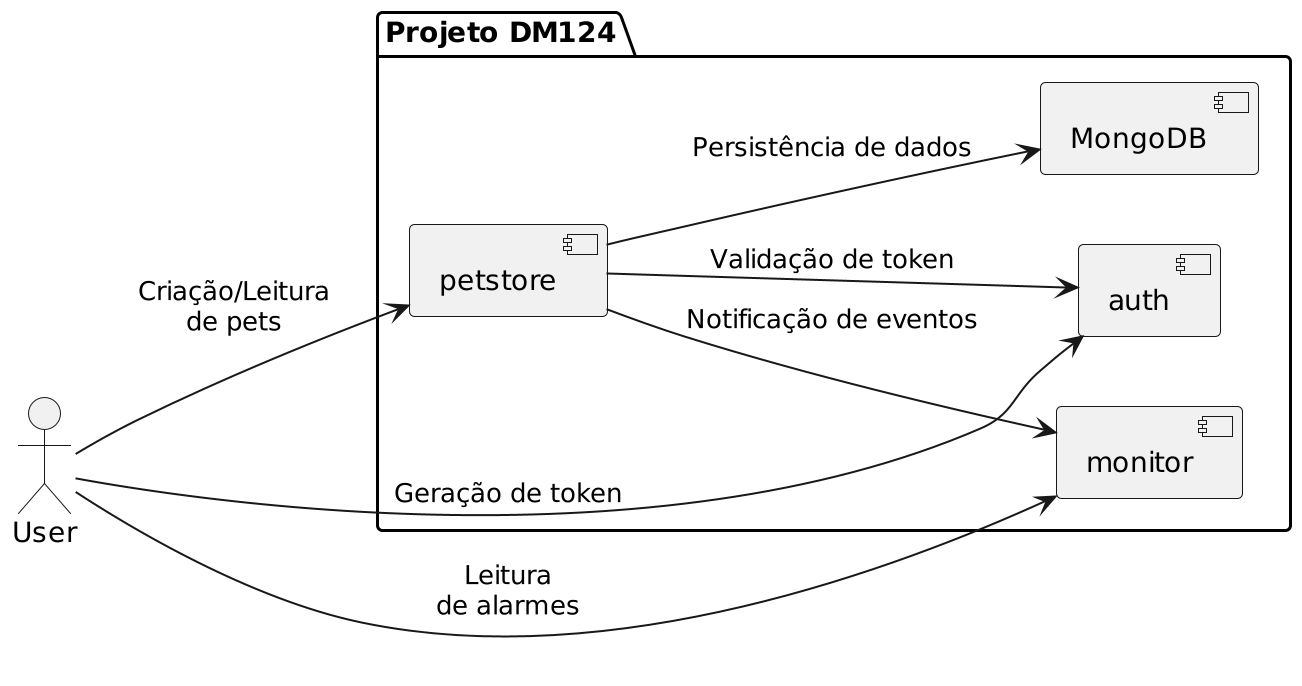 Projeto DM124
MongoDB
Persistência de dados
petstore
Validação de token
auth
Notificação de eventos
Criação/Leitura
de pets
monitor
Geração de token
User
Leitura
de alarmes